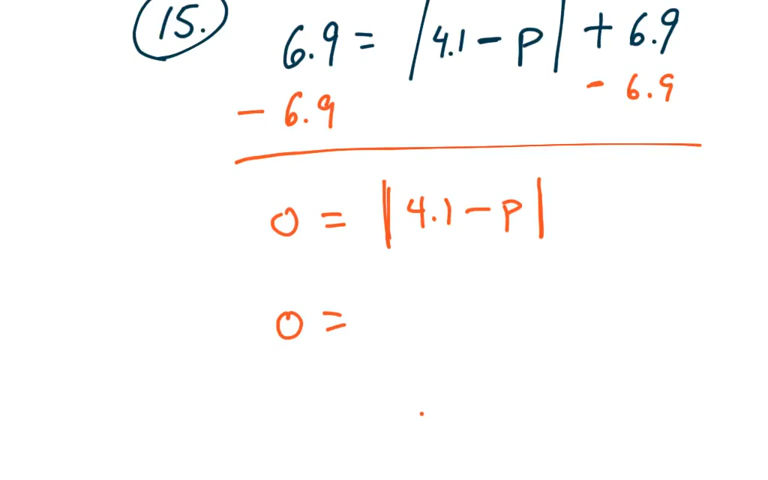 15. 6.9 = |4.1 - p| + 6.9
- 6.9 - 6.9
0 = |4.1 - p|
0 =